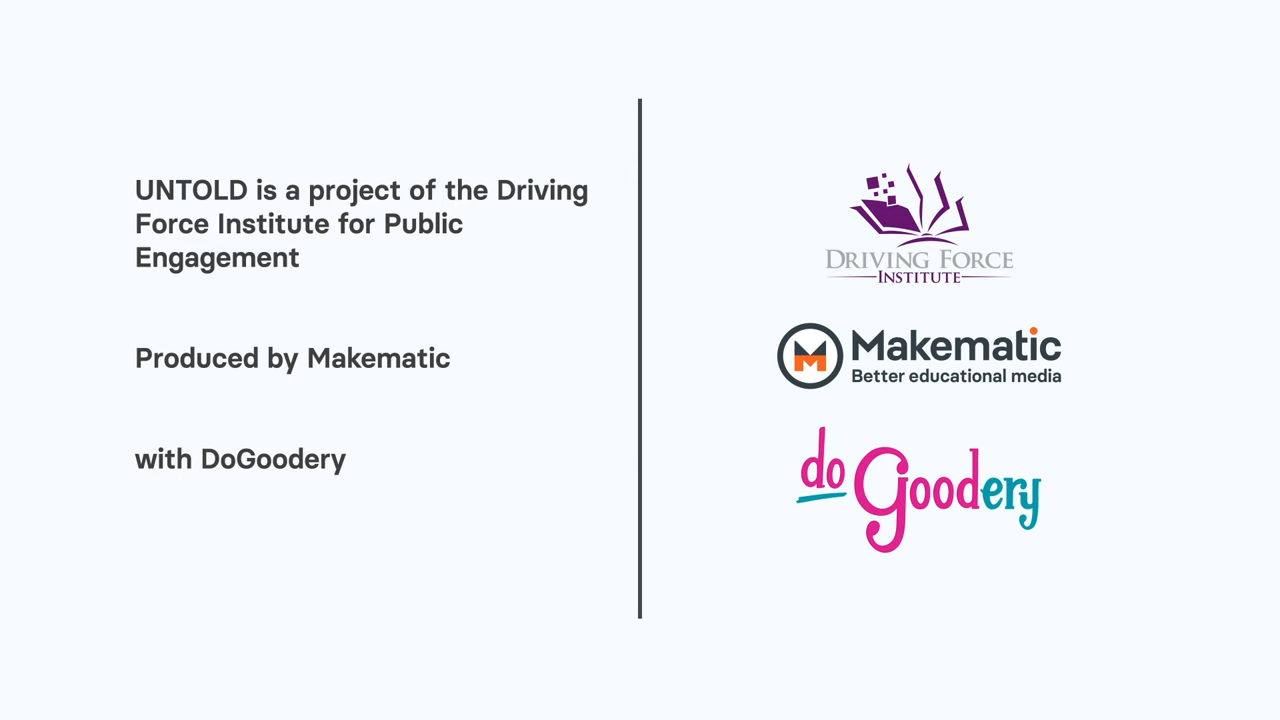 UNTOLD is a project of the Driving
Force Institute for Public
Engagement
Produced by Makematic
with DoGoodery
DRIVING FORCE
INSTITUTE
Makematic
Better educational media
do Goodery